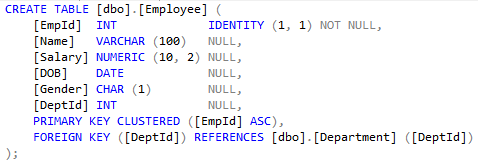 CREATE TABLE [dbo].[Employee] (
    [EmpId]  INT            IDENTITY (1, 1) NOT NULL,
    [Name]   VARCHAR (100)   NULL,
    [Salary] NUMERIC (10, 2) NULL,
    [DOB]    DATE            NULL,
    [Gender] CHAR (1)        NULL,
    [DeptId] INT             NULL,
    PRIMARY KEY CLUSTERED ([EmpId] ASC),
    FOREIGN KEY ([DeptId]) REFERENCES [dbo].[Department] ([DeptId])
);